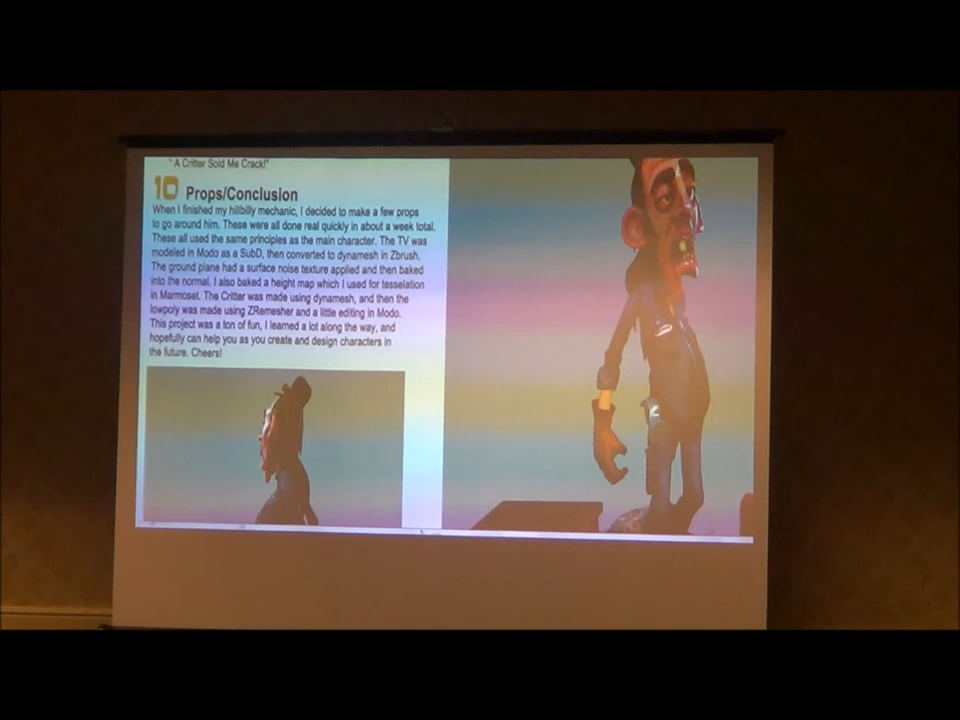 " A Critter Sold Me Crack!"
10 Props/Conclusion
When I finished my hillbilly mechanic, I decided to make a few props
to go around him. These were all done real quickly in about a week total.
These all used the same principles as the main character. The TV was
modeled in Modo as a SubD, then converted to dynamesh in Zbrush.
The ground plane had a surface noise texture applied and then baked
into the normal. I also baked a height map which I used for tesselation
in Marmoset. The Critter was made using dynamesh, and then the
lowpoly was made using ZRemesher and a little editing in Modo.
This project was a ton of fun, I learned a lot along the way, and
hopefully can help you as you create and design characters in
the future. Cheers!